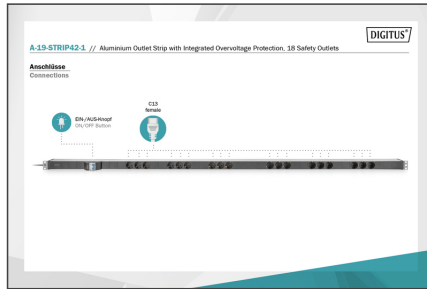 DIGITUS®
A-19-STRIP42-1 // Aluminium Outlet Strip with Integrated Overvoltage Protection, 18 Safety Outlets
Anschlüsse
Connections
C13
female
EIN-/AUS-Knopf
ON/OFF Button